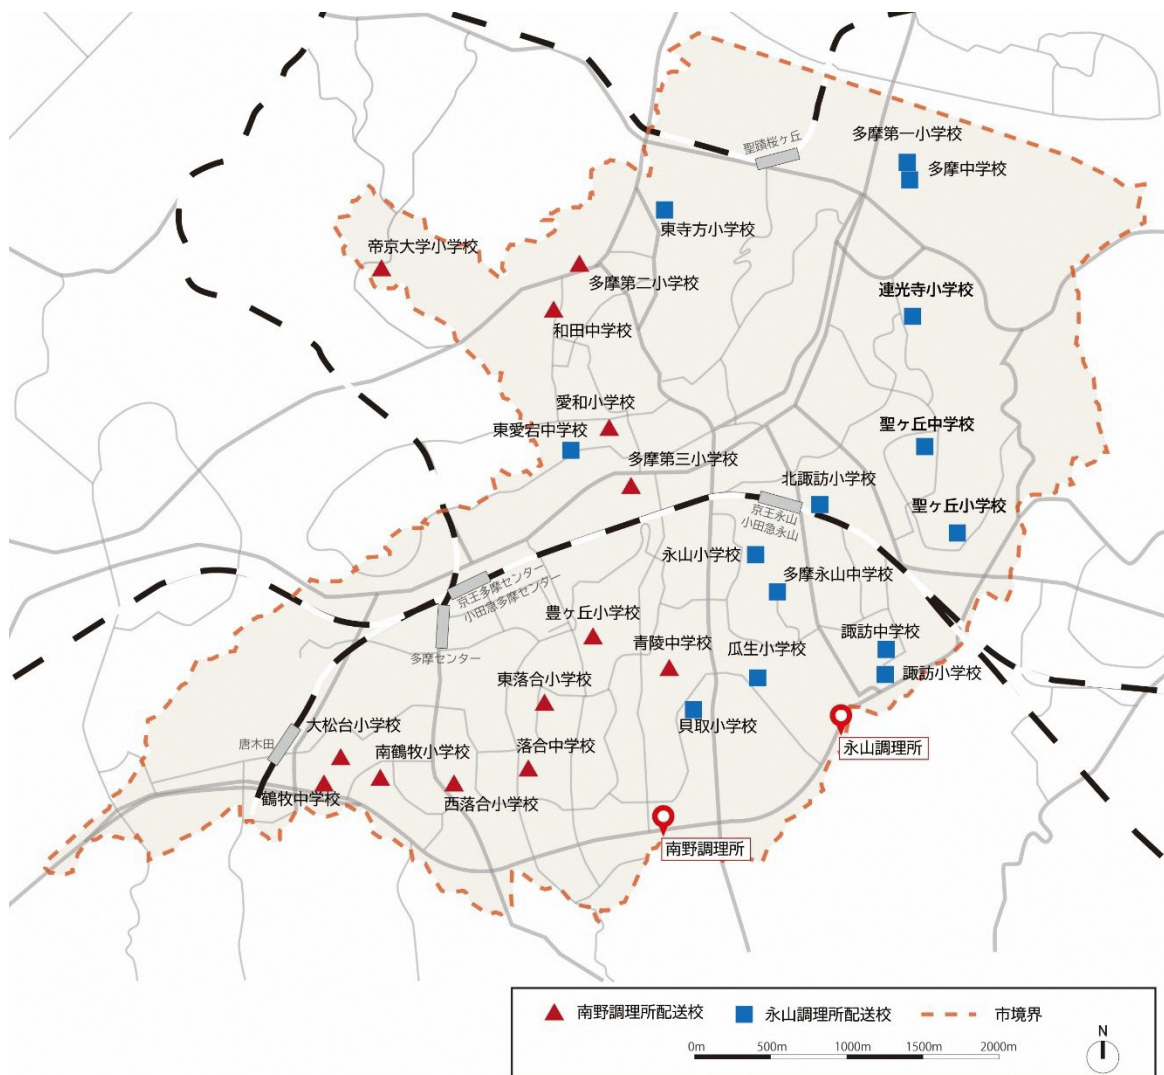 聖蹟桜ヶ丘
多摩第一小学校
多摩中学校
東寺方小学校
帝京大学小学校
多摩第二小学校
連光寺小学校
和田中学校
愛和小学校
東愛宕中学校
聖ヶ丘中学校
多摩第三小学校
北諏訪小学校
聖ヶ丘小学校
京王永山
小田急永山
永山小学校
多摩永山中学校
京王多摩センター
小田急多摩センター
多摩センター
豊ヶ丘小学校
青陵中学校
瓜生小学校
諏訪中学校
諏訪小学校
東落合小学校
貝取小学校
大松台小学校
唐木田
南鶴牧小学校
落合中学校
永山調理所
鶴牧中学校
西落合小学校
南野調理所
南野調理所配送校
永山調理所配送校
市境界
N
0m 500m 1000m 1500m 2000m